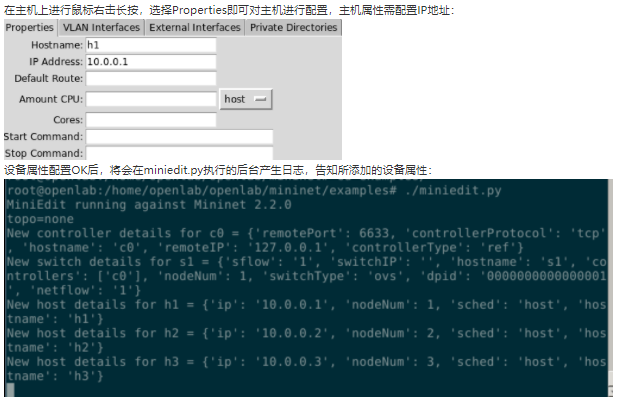 在主机上进行鼠标右击长按，选择Properties即可对主机进行配置，主机属性需配置IP地址：
Properties VLAN Interfaces External Interfaces Private Directories
Hostname: h1
IP Address: 10.0.0.1
Default Route:
Amount CPU: host
Cores:
Start Command:
Stop Command:
设备属性配置OK后，将会在miniedit.py执行的后台产生日志，告知所添加的设备属性：
root@openlab:/home/openlab/openlab/mininet/examples# ./miniedit.py
MiniEdit running against Mininet 2.2.0
topo=none
New controller details for c0 = {'remotePort': 6633, 'controllerProtocol': 'tcp'
, 'hostname': 'c0', 'remoteIP': '127.0.0.1', 'controllerType': 'ref'}
New switch details for s1 = {'sflow': '1', 'switchIP': '', 'hostname': 's1', 'co
ntrollers': ['c0'], 'nodeNum': 1, 'switchType': 'ovs', 'dpid': '0000000000000001
', 'netflow': '1'}
New host details for h1 = {'ip': '10.0.0.1', 'nodeNum': 1, 'sched': 'host', 'hos
tname': 'h1'}
New host details for h2 = {'ip': '10.0.0.2', 'nodeNum': 2, 'sched': 'host', 'hos
tname': 'h2'}
New host details for h3 = {'ip': '10.0.0.3', 'nodeNum': 3, 'sched': 'host', 'hos
tname': 'h3'}